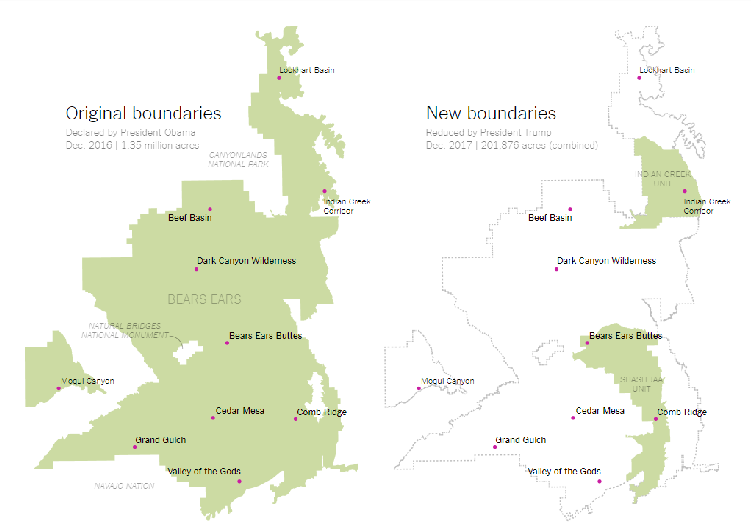 Lockhart Basin
Original boundaries
Declared by President Obama
Dec. 2016 | 1.35 million acres
CANYONLANDS
NATIONAL PARK
Indian Creek
Corridor
Beef Basin
Dark Canyon Wilderness
BEARS EARS
NATURAL BRIDGES
NATIONAL MONUMENT
Bears Ears Buttes
Moqui Canyon
Cedar Mesa
Comb Ridge
Grand Gulch
Valley of the Gods
NAVAJO NATION
Lockhart Basin
New boundaries
Reduced by President Trump
Dec. 2017 | 201,876 acres (combined)
INDIAN CREEK
UNIT
Indian Creek
Corridor
Beef Basin
Dark Canyon Wilderness
Bears Ears Buttes
Moqui Canyon
UNIT
Cedar Mesa
Comb Ridge
Grand Gulch
Valley of the Gods